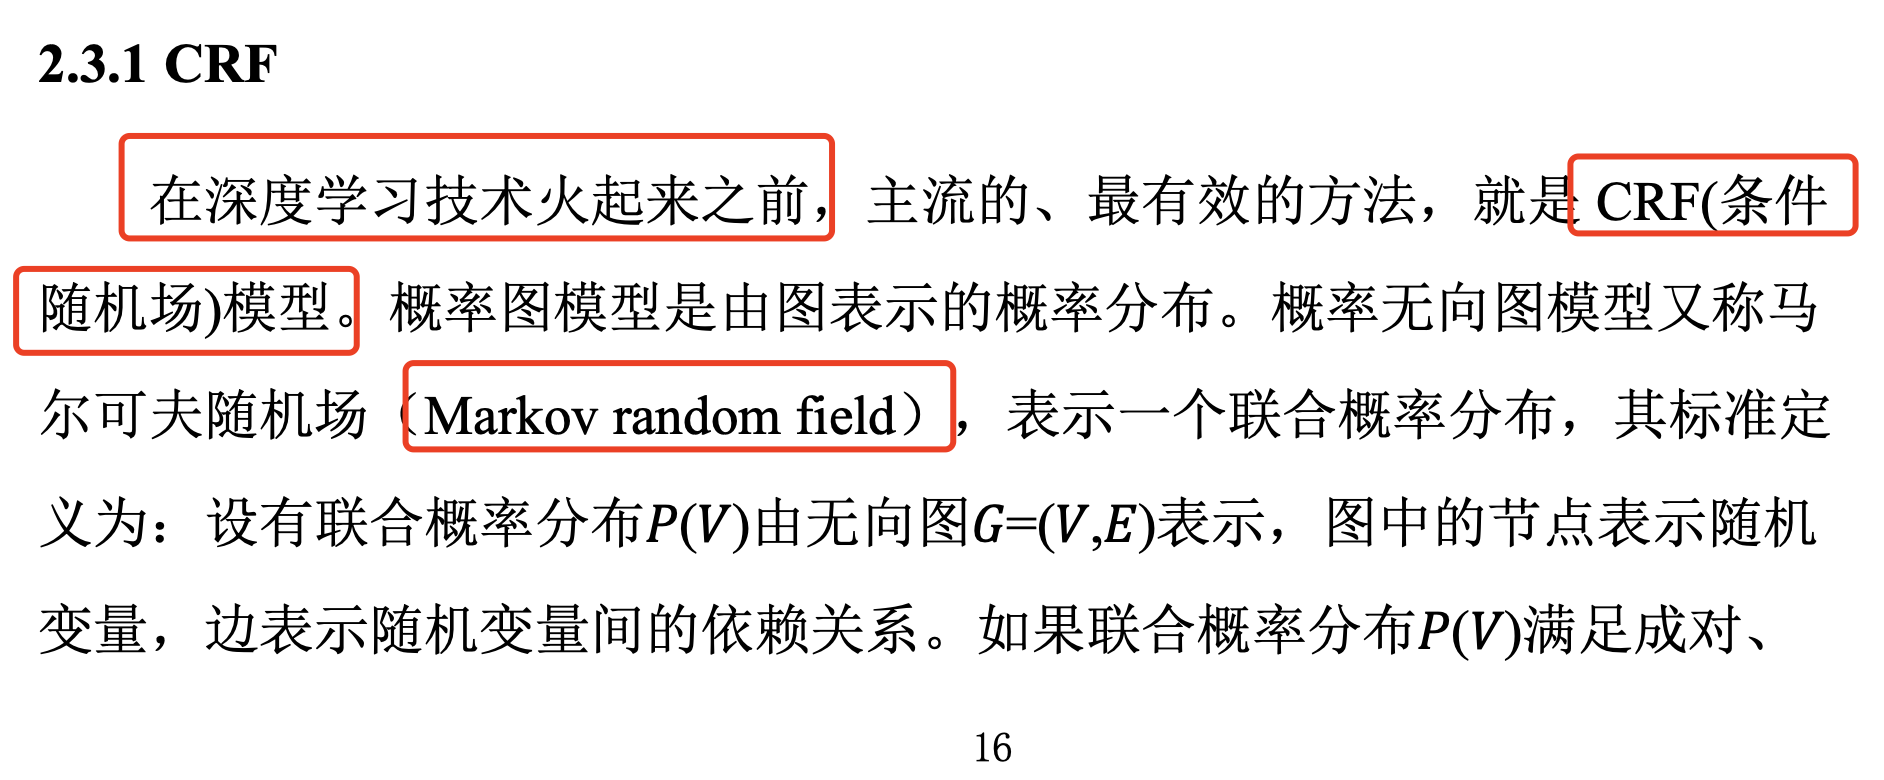 2.3.1 CRF
在深度学习技术火起来之前，主流的、最有效的方法，就是 CRF(条件
随机场)模型。概率图模型是由图表示的概率分布。概率无向图模型又称马
尔可夫随机场（Markov random field），表示一个联合概率分布，其标准定
义为：设有联合概率分布P(V)由无向图G=(V,E)表示，图中的节点表示随机
变量，边表示随机变量间的依赖关系。如果联合概率分布P(V)满足成对、
16